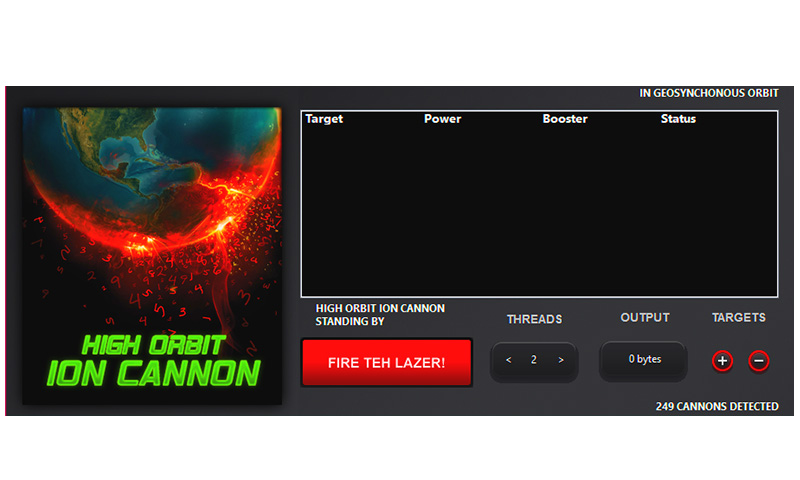 IN GEOSYNCHONOUS ORBIT
Target Power Booster Status
HIGH ORBIT
ION CANNON
HIGH ORBIT ION CANNON
STANDING BY
THREADS OUTPUT TARGETS
FIRE TEH LAZER!
< 2 >
0 bytes
+ −
249 CANNONS DETECTED